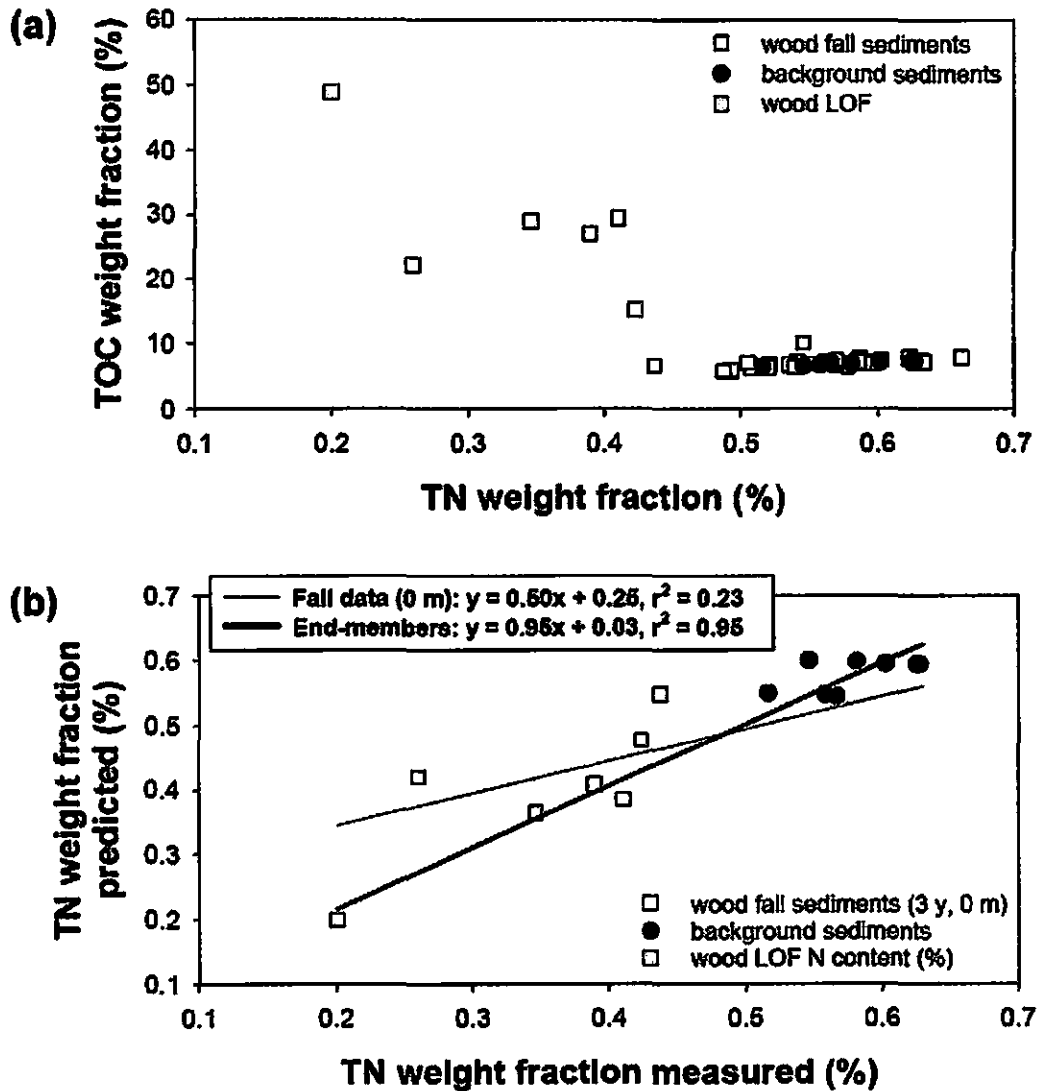 (a)
60
50
40
30
20
10
0
TOC weight fraction (%)
wood fall sediments
background sediments
wood LOF
0.1 0.2 0.3 0.4 0.5 0.6 0.7
TN weight fraction (%)
(b)
Fall data (0 m): y = 0.50x + 0.25, r² = 0.23
End-members: y = 0.95x + 0.03, r² = 0.95
0.7
0.6
0.5
0.4
0.3
0.2
0.1
TN weight fraction
predicted (%)
wood fall sediments (3 y, 0 m)
background sediments
wood LOF N content (%)
0.1 0.2 0.3 0.4 0.5 0.6 0.7
TN weight fraction measured (%)